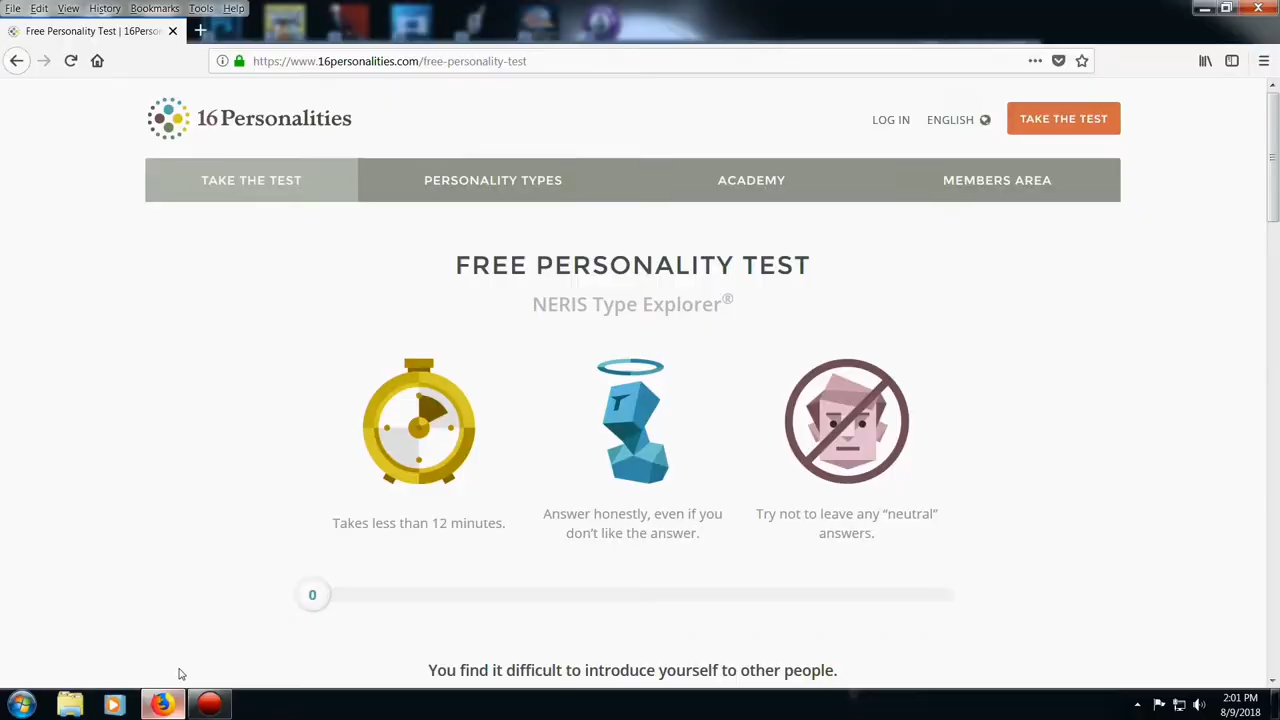 File Edit View History Bookmarks Tools Help
Free Personality Test | 16Person
https://www.16personalities.com/free-personality-test
16Personalities
LOG IN
ENGLISH
TAKE THE TEST
TAKE THE TEST
PERSONALITY TYPES
ACADEMY
MEMBERS AREA
FREE PERSONALITY TEST
NERIS Type Explorer®
Takes less than 12 minutes.
Answer honestly, even if you
don’t like the answer.
Try not to leave any “neutral”
answers.
0
You find it difficult to introduce yourself to other people.
2:01 PM
8/9/2018